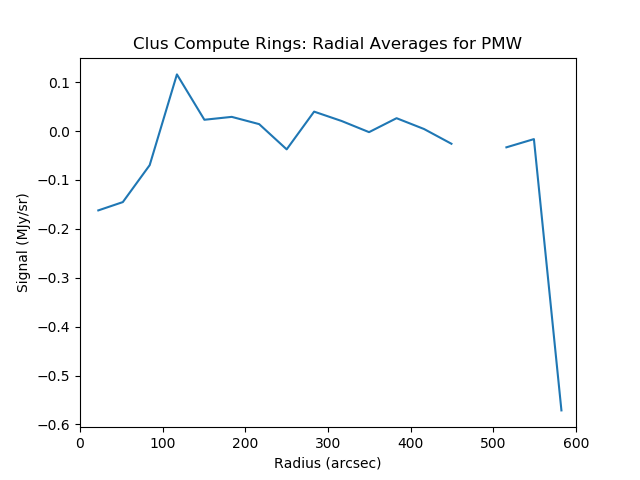 Clus Compute Rings: Radial Averages for PMW
0.1
0.0
−0.1
−0.2
−0.3
−0.4
−0.5
−0.6
Signal (MJy/sr)
0 100 200 300 400 500 600
Radius (arcsec)